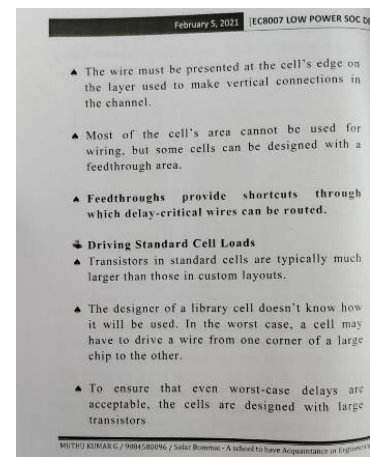 February 5, 2021 | EC8007 LOW POWER SOC
♠ The wire must be presented at the cell's edge on
the layer used to make vertical connections in
the channel.
♠ Most of the cell's area cannot be used for
wiring, but some cells can be designed with a
feedthrough area.
♠ Feedthroughs provide shortcuts through
which delay-critical wires can be routed.
Driving Standard Cell Loads
♠ Transistors in standard cells are typically much
larger than those in custom layouts.
♠ The designer of a library cell doesn't know how
it will be used. In the worst case, a cell may
have to drive a wire from one corner of a large
chip to the other.
♠ To ensure that even worst-case delays are
acceptable, the cells are designed with large
transistors
MUTHU KUMAR G / 9884580096 / Solar Bommai - A school to have Acquaintance in